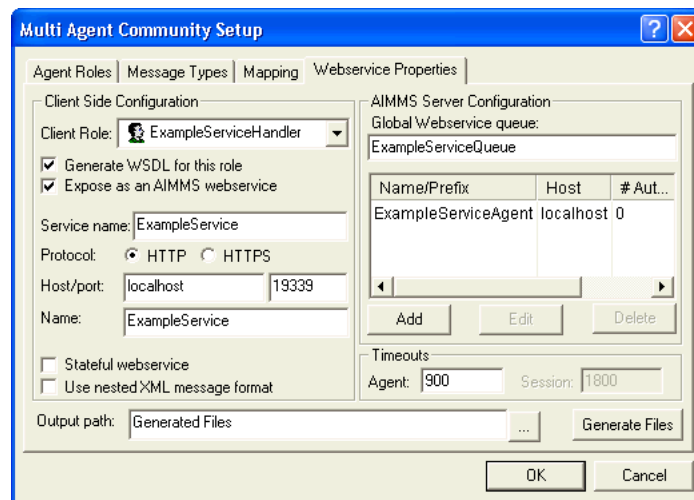 Multi Agent Community Setup
Agent Roles
Message Types
Mapping
Webservice Properties
Client Side Configuration
Client Role: ExampleServiceHandler
Generate WSDL for this role
Expose as an AIMMS webservice
Service name: ExampleService
Protocol: HTTP HTTPS
Host/port: localhost 19339
Name: ExampleService
Stateful webservice
Use nested XML message format
AIMMS Server Configuration
Global Webservice queue:
ExampleServiceQueue
Name/Prefix Host # Aut...
ExampleServiceAgent localhost 0
Add Edit Delete
Timeouts
Agent: 900 Session: 1800
Output path: Generated Files ... Generate Files
OK Cancel